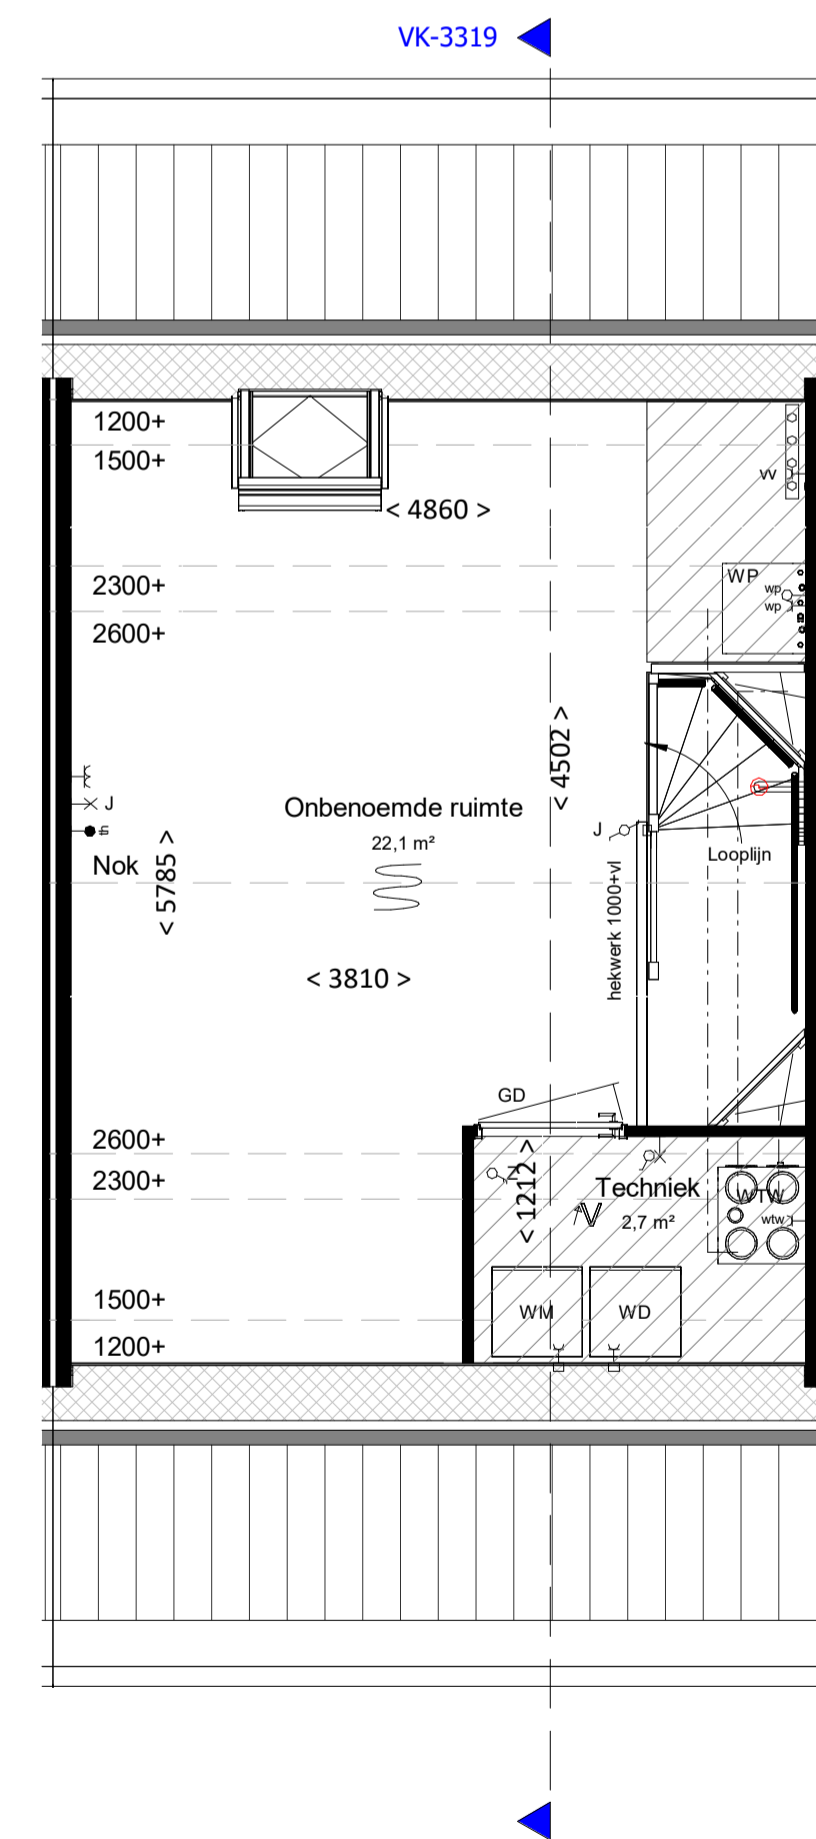 VK-3319
1200+
1500+
VV
< 4860 >
2300+
WP
wp
wp
2600+
< 4502 >
J
Onbenoemde ruimte
22,1 m²
J
Looplijn
Nok
< 5785 >
hekwerk 1000+vl
< 3810 >
GD
2600+
2300+
< 1212 >
Techniek
2,7 m²
WTW
wtw
1500+
WM
WD
1200+